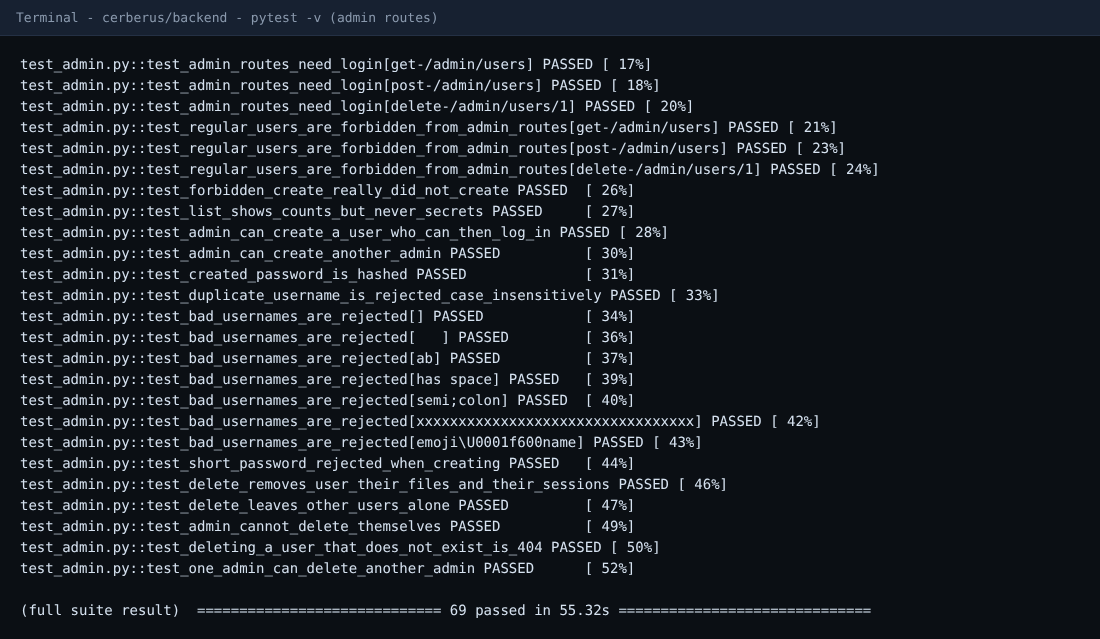 Terminal - cerberus/backend - pytest -v (admin routes)
test_admin.py::test_admin_routes_need_login[get-/admin/users] PASSED [ 17%]
test_admin.py::test_admin_routes_need_login[post-/admin/users] PASSED [ 18%]
test_admin.py::test_admin_routes_need_login[delete-/admin/users/1] PASSED [ 20%]
test_admin.py::test_regular_users_are_forbidden_from_admin_routes[get-/admin/users] PASSED [ 21%]
test_admin.py::test_regular_users_are_forbidden_from_admin_routes[post-/admin/users] PASSED [ 23%]
test_admin.py::test_regular_users_are_forbidden_from_admin_routes[delete-/admin/users/1] PASSED [ 24%]
test_admin.py::test_forbidden_create_really_did_not_create PASSED  [ 26%]
test_admin.py::test_list_shows_counts_but_never_secrets PASSED     [ 27%]
test_admin.py::test_admin_can_create_a_user_who_can_then_log_in PASSED [ 28%]
test_admin.py::test_admin_can_create_another_admin PASSED          [ 30%]
test_admin.py::test_created_password_is_hashed PASSED              [ 31%]
test_admin.py::test_duplicate_username_is_rejected_case_insensitively PASSED [ 33%]
test_admin.py::test_bad_usernames_are_rejected[] PASSED            [ 34%]
test_admin.py::test_bad_usernames_are_rejected[   ] PASSED         [ 36%]
test_admin.py::test_bad_usernames_are_rejected[ab] PASSED          [ 37%]
test_admin.py::test_bad_usernames_are_rejected[has space] PASSED   [ 39%]
test_admin.py::test_bad_usernames_are_rejected[semi;colon] PASSED  [ 40%]
test_admin.py::test_bad_usernames_are_rejected[xxxxxxxxxxxxxxxxxxxxxxxxxxxxxxxxx] PASSED [ 42%]
test_admin.py::test_bad_usernames_are_rejected[emoji\U0001f600name] PASSED [ 43%]
test_admin.py::test_short_password_rejected_when_creating PASSED   [ 44%]
test_admin.py::test_delete_removes_user_their_files_and_their_sessions PASSED [ 46%]
test_admin.py::test_delete_leaves_other_users_alone PASSED         [ 47%]
test_admin.py::test_admin_cannot_delete_themselves PASSED          [ 49%]
test_admin.py::test_deleting_a_user_that_does_not_exist_is_404 PASSED [ 50%]
test_admin.py::test_one_admin_can_delete_another_admin PASSED      [ 52%]
(full suite result)  ============================= 69 passed in 55.32s ==============================